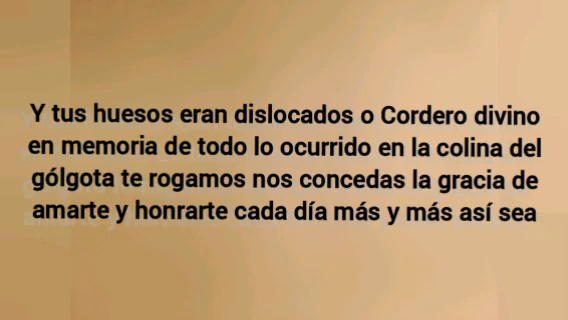 Y tus huesos eran dislocados o Cordero divino
en memoria de todo lo ocurrido en la colina del
gólgota te rogamos nos concedas la gracia de
amarte y honrarte cada día más y más así sea